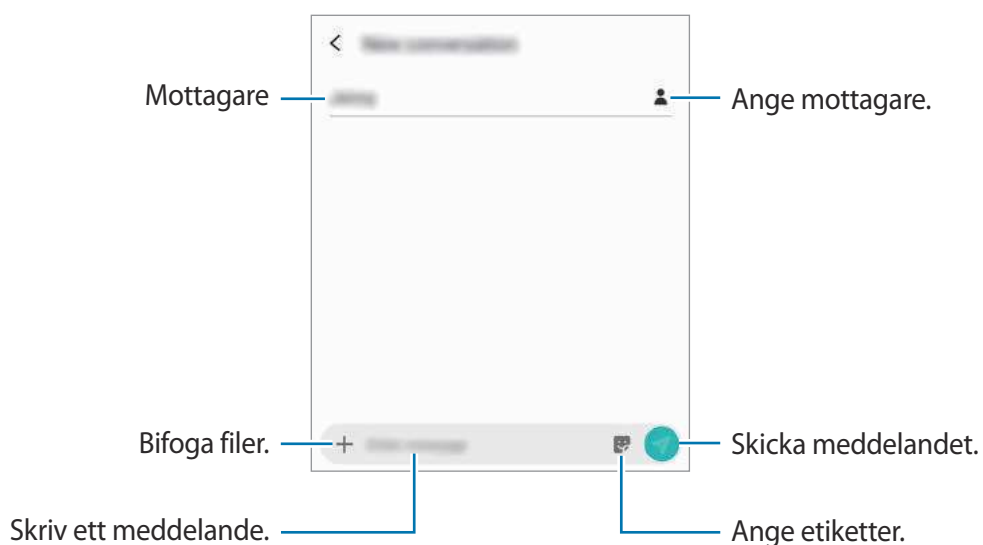 Mottagare
Ange mottagare.
Bifoga filer.
Skicka meddelandet.
Skriv ett meddelande.
Ange etiketter.